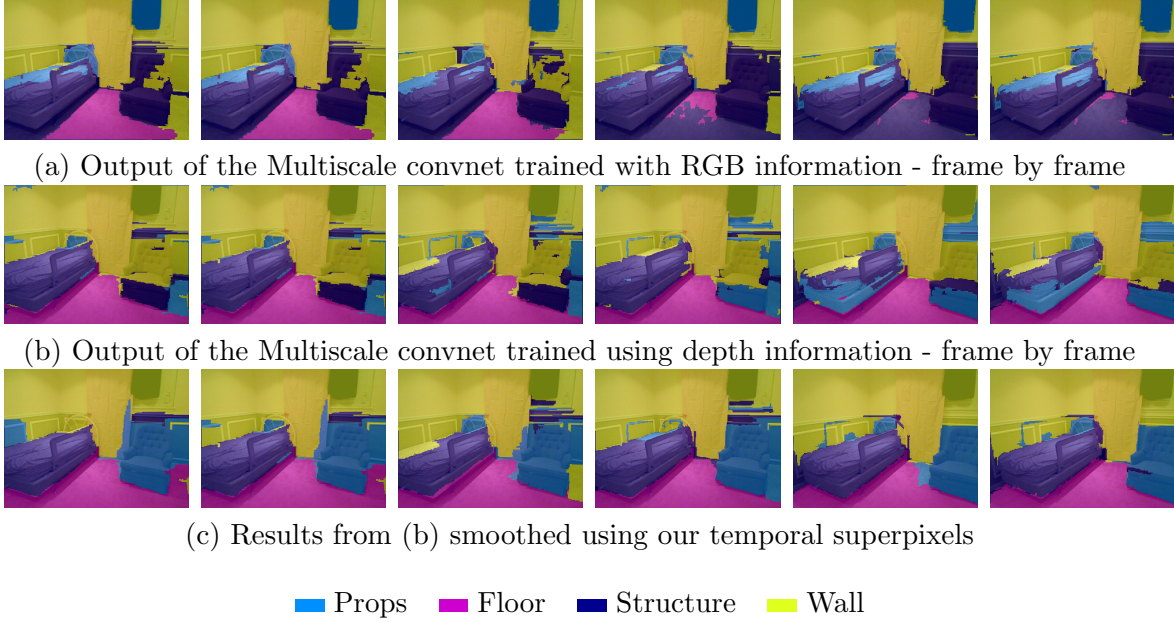 (a) Output of the Multiscale convnet trained with RGB information - frame by frame
(b) Output of the Multiscale convnet trained using depth information - frame by frame
(c) Results from (b) smoothed using our temporal superpixels
Props Floor Structure Wall